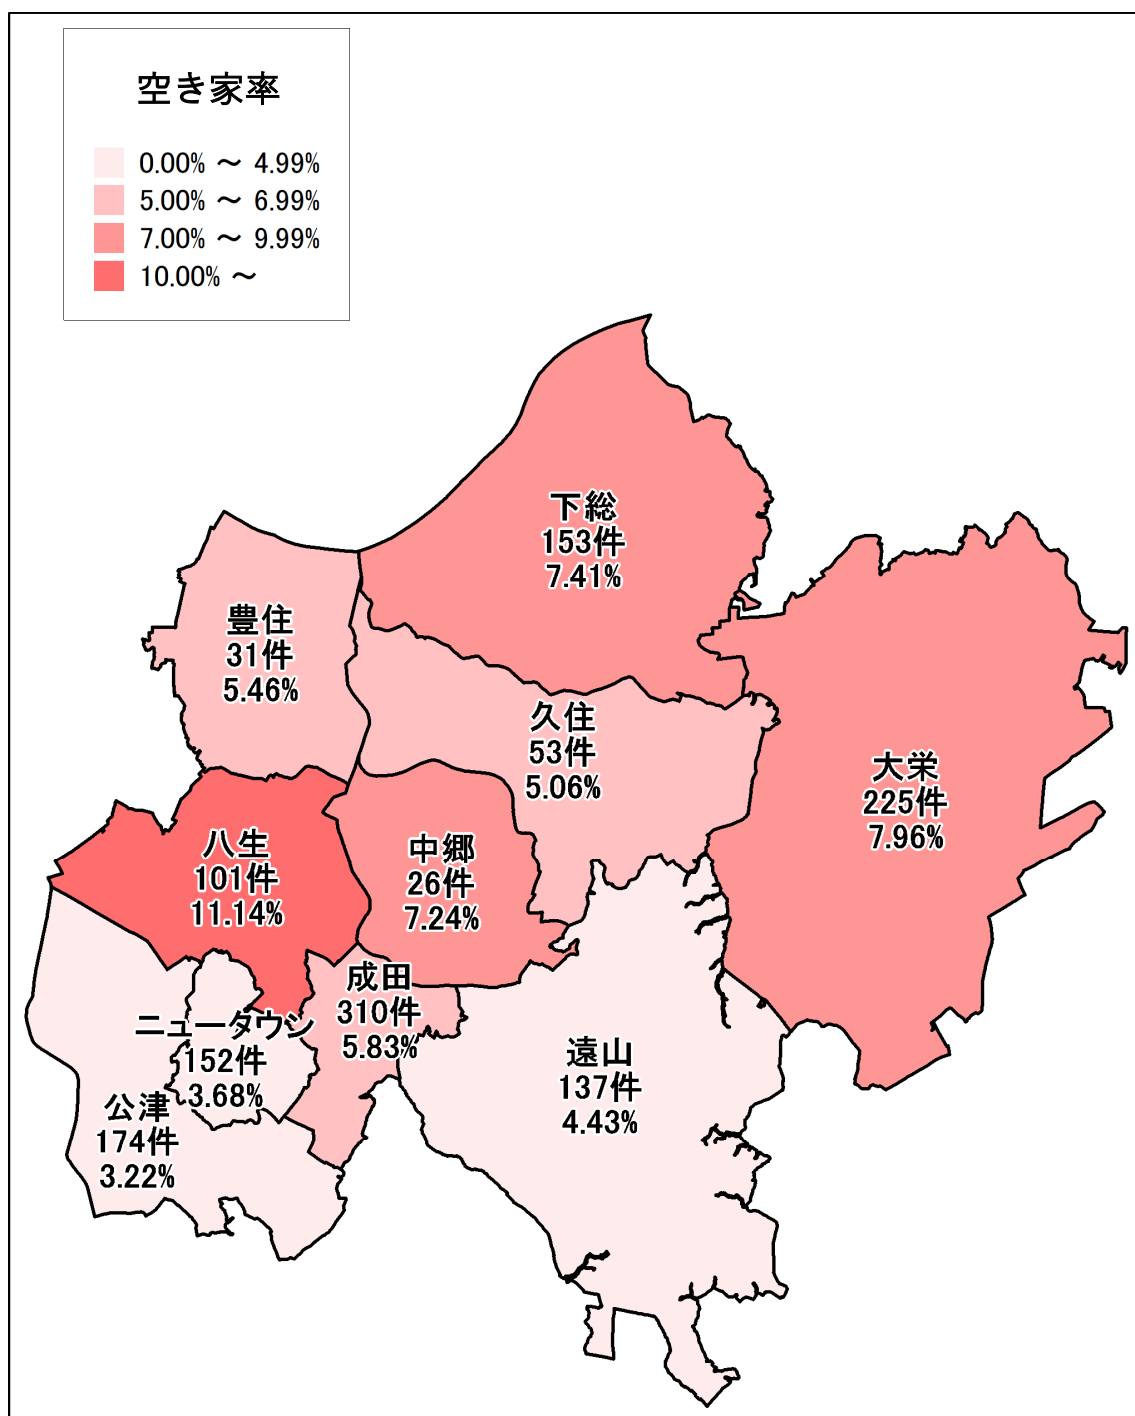 空き家率
0.00% ～ 4.99%
5.00% ～ 6.99%
7.00% ～ 9.99%
10.00% ～
下総
153件
7.41%
豊住
31件
5.46%
久住
53件
5.06%
大栄
225件
7.96%
八生
101件
11.14%
中郷
26件
7.24%
成田
310件
5.83%
ニュータウン
152件
3.68%
遠山
137件
4.43%
公津
174件
3.22%